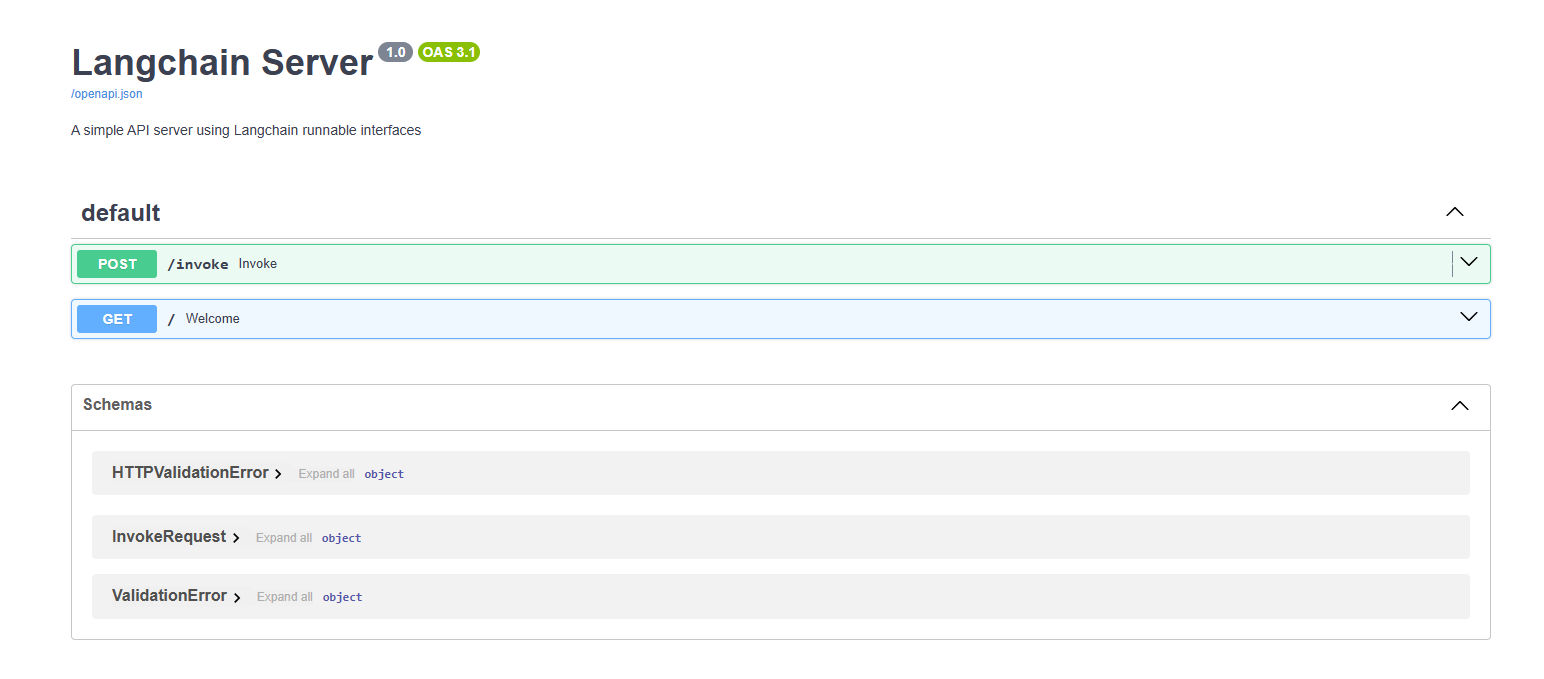 Langchain Server 1.0 OAS 3.1
/openapi.json
A simple API server using Langchain runnable interfaces
default
POST /invoke Invoke
GET / Welcome
Schemas
HTTPValidationError Expand all object
InvokeRequest Expand all object
ValidationError Expand all object